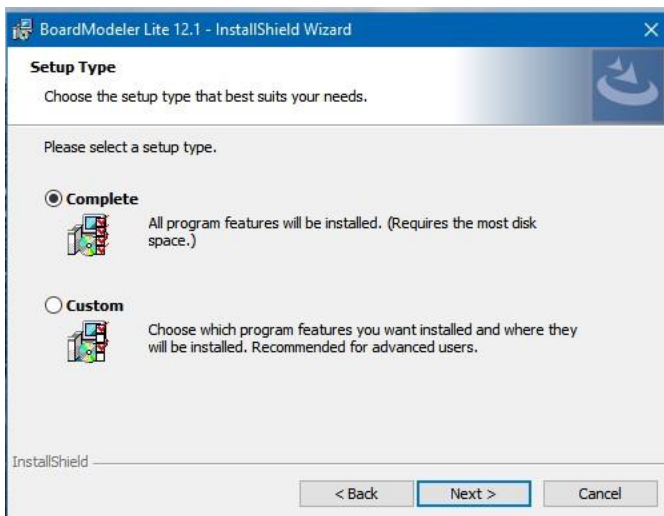 BoardModeler Lite 12.1 - InstallShield Wizard
Setup Type
Choose the setup type that best suits your needs.
Please select a setup type.
Complete
All program features will be installed. (Requires the most disk
space.)
Custom
Choose which program features you want installed and where they
will be installed. Recommended for advanced users.
InstallShield
< Back Next > Cancel